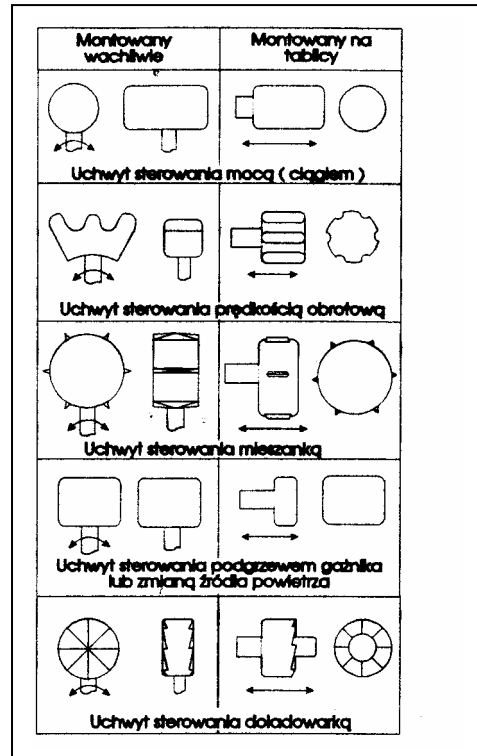 Montowany
wachliwie
Montowany na
tablicy
Uchwyt sterowania mocą ( ciągiem )
Uchwyt sterowania prędkością obrotową
Uchwyt sterowania mieszanką
Uchwyt sterowania podgrzewem gaźnika
lub zmianą źródła powietrza
Uchwyt sterowania doładowarką